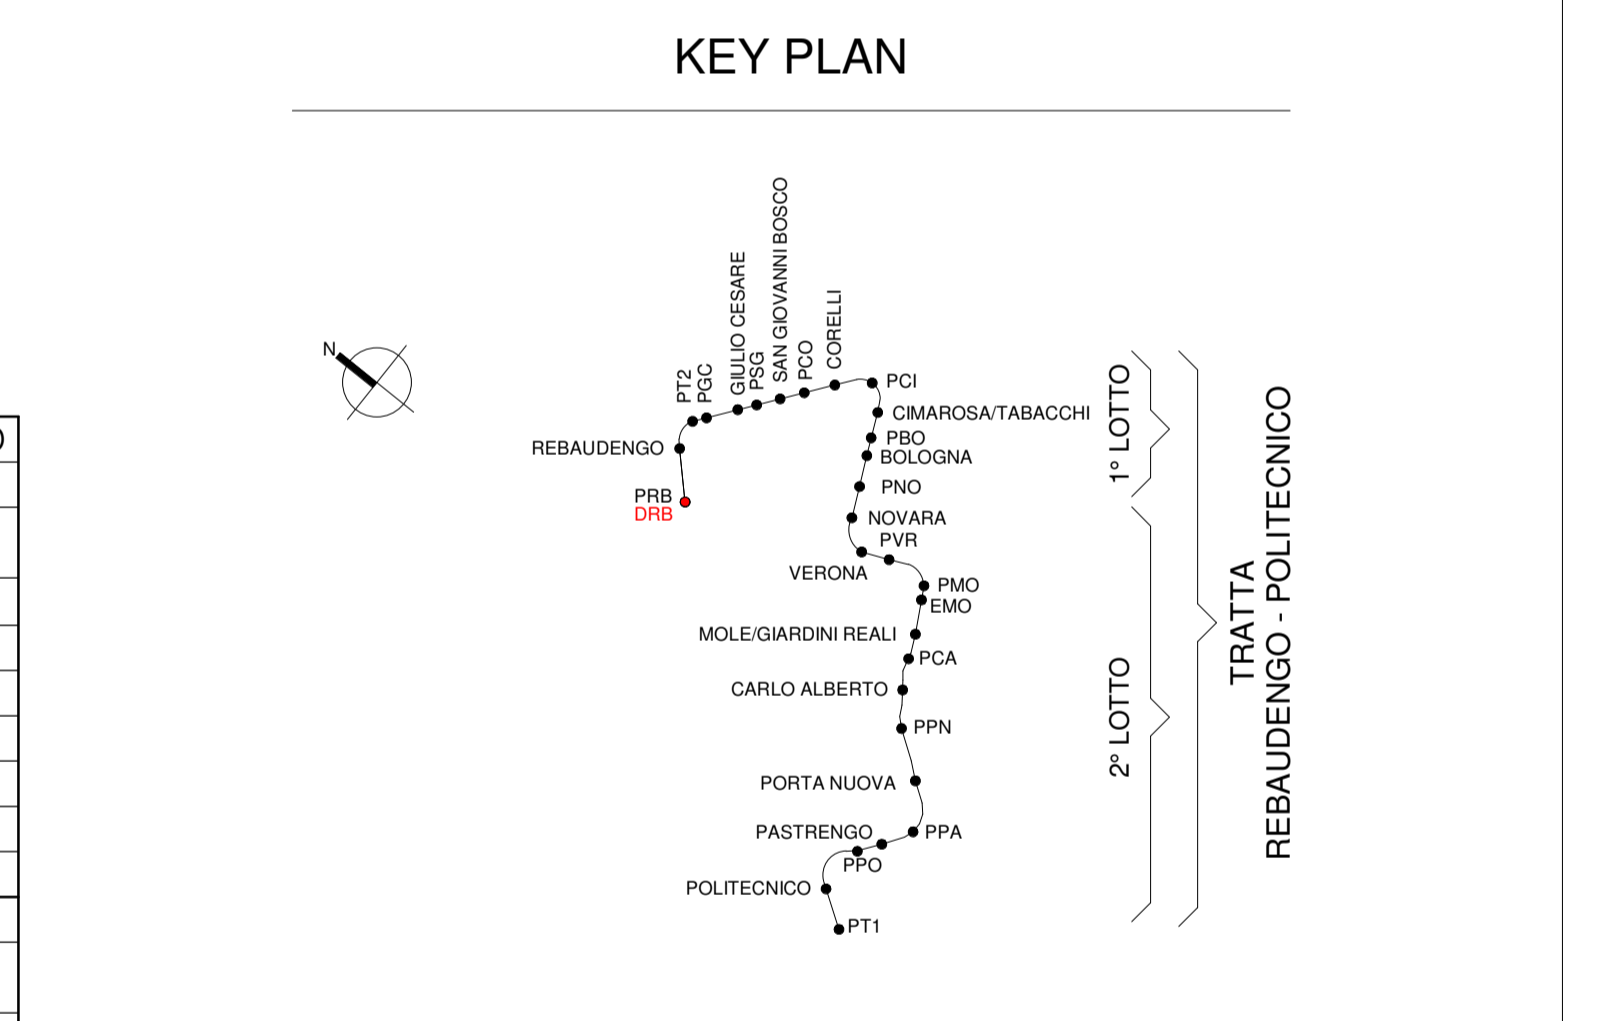 KEY PLAN
N
PT2
PGC
GIULIO CESARE
PSG
SAN GIOVANNI BOSCO
PCO
CORELLI
PCI
CIMAROSA/TABACCHI
REBAUDENGO
PBO
BOLOGNA
PRB
DRB
PNO
NOVARA
PVR
VERONA
PMO
EMO
MOLE/GIARDINI REALI
PCA
CARLO ALBERTO
PPN
PORTA NUOVA
PASTRENGO
PPA
PPO
POLITECNICO
PT1
1° LOTTO
2° LOTTO
TRATTA
REBAUDENGO - POLITECNICO